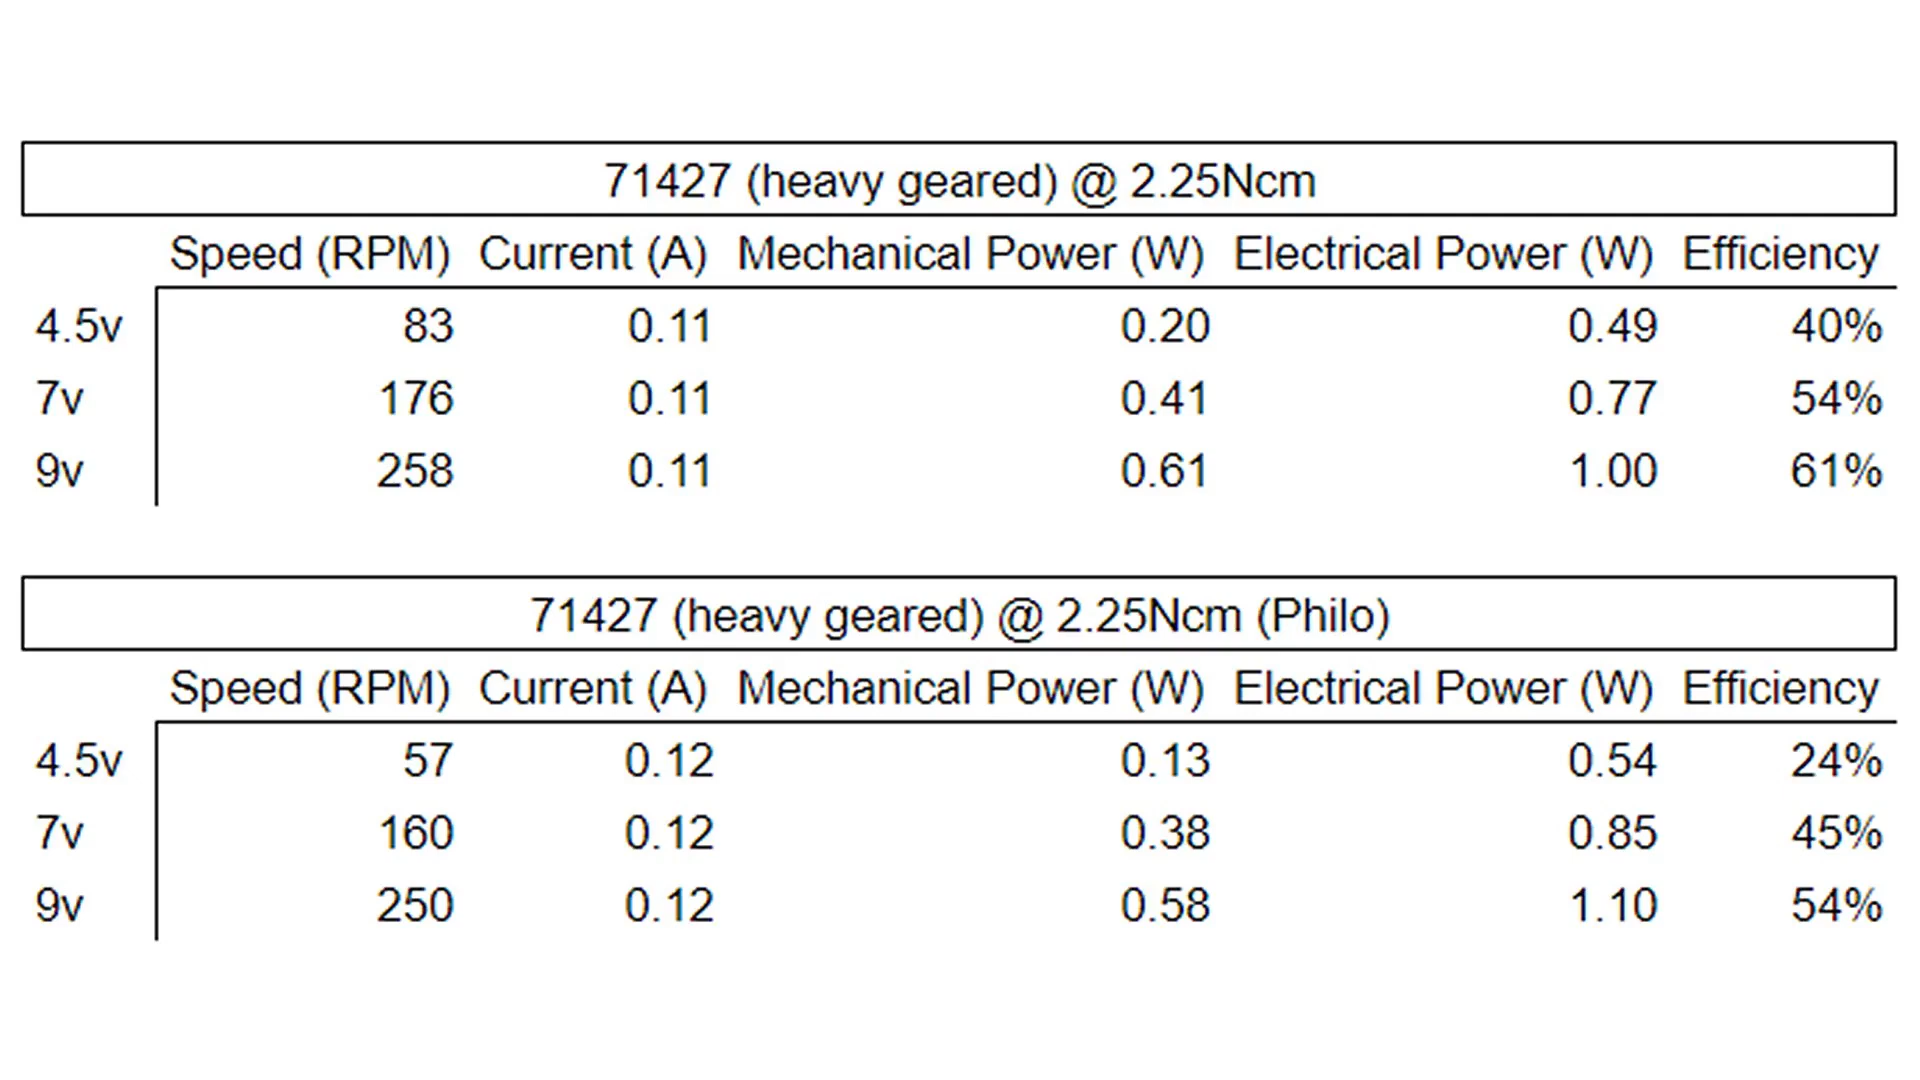 71427 (heavy geared) @ 2.25Ncm
Speed (RPM) Current (A) Mechanical Power (W) Electrical Power (W) Efficiency
4.5v 83 0.11 0.20 0.49 40%
7v 176 0.11 0.41 0.77 54%
9v 258 0.11 0.61 1.00 61%
71427 (heavy geared) @ 2.25Ncm (Philo)
Speed (RPM) Current (A) Mechanical Power (W) Electrical Power (W) Efficiency
4.5v 57 0.12 0.13 0.54 24%
7v 160 0.12 0.38 0.85 45%
9v 250 0.12 0.58 1.10 54%